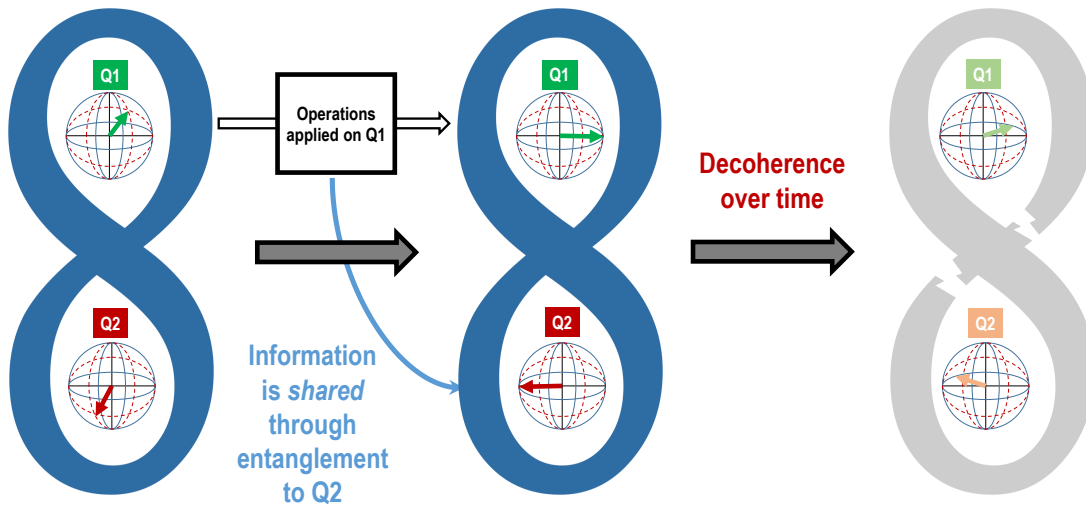 Q1
Operations
applied on Q1
Q1
Decoherence
over time
Q1
Q2
Information
is shared
through
entanglement
to Q2
Q2
Q2